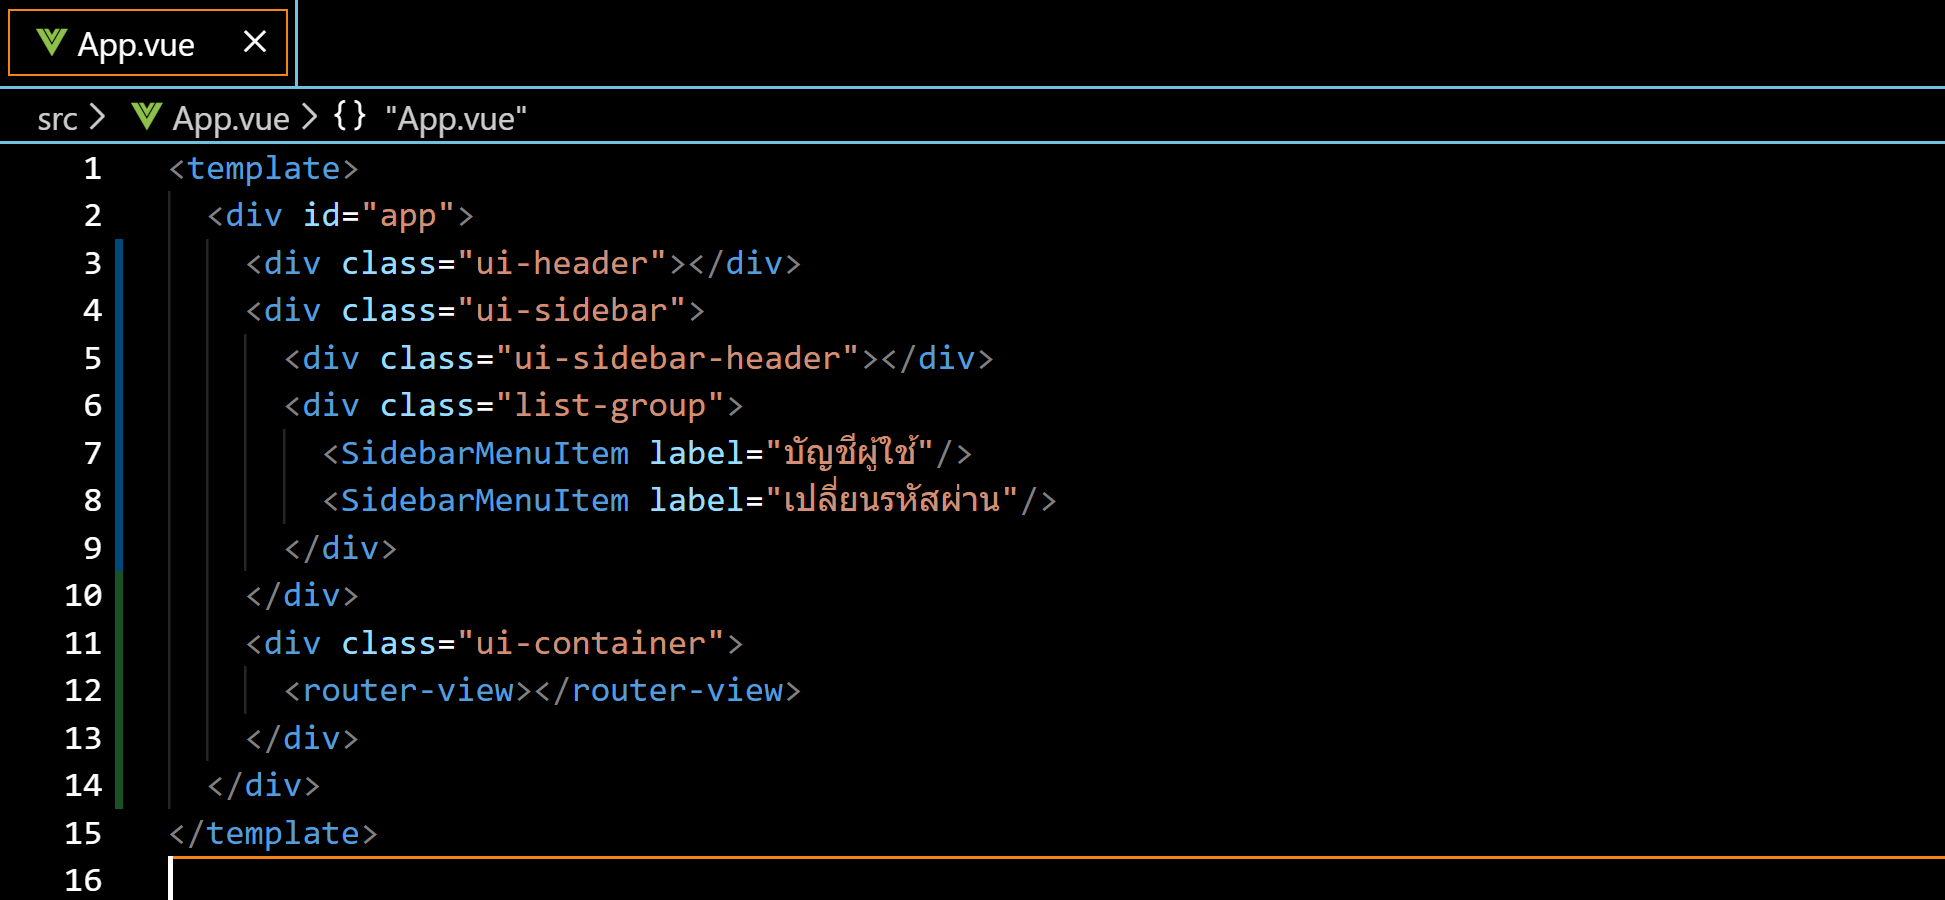 App.vue
src > App.vue > {} "App.vue"
1 <template>
2 <div id="app">
3 <div class="ui-header"></div>
4 <div class="ui-sidebar">
5 <div class="ui-sidebar-header"></div>
6 <div class="list-group">
7 <SidebarMenuItem label="บัญชีผู้ใช้"/>
8 <SidebarMenuItem label="เปลี่ยนรหัสผ่าน"/>
9 </div>
10 </div>
11 <div class="ui-container">
12 <router-view></router-view>
13 </div>
14 </div>
15 </template>
16